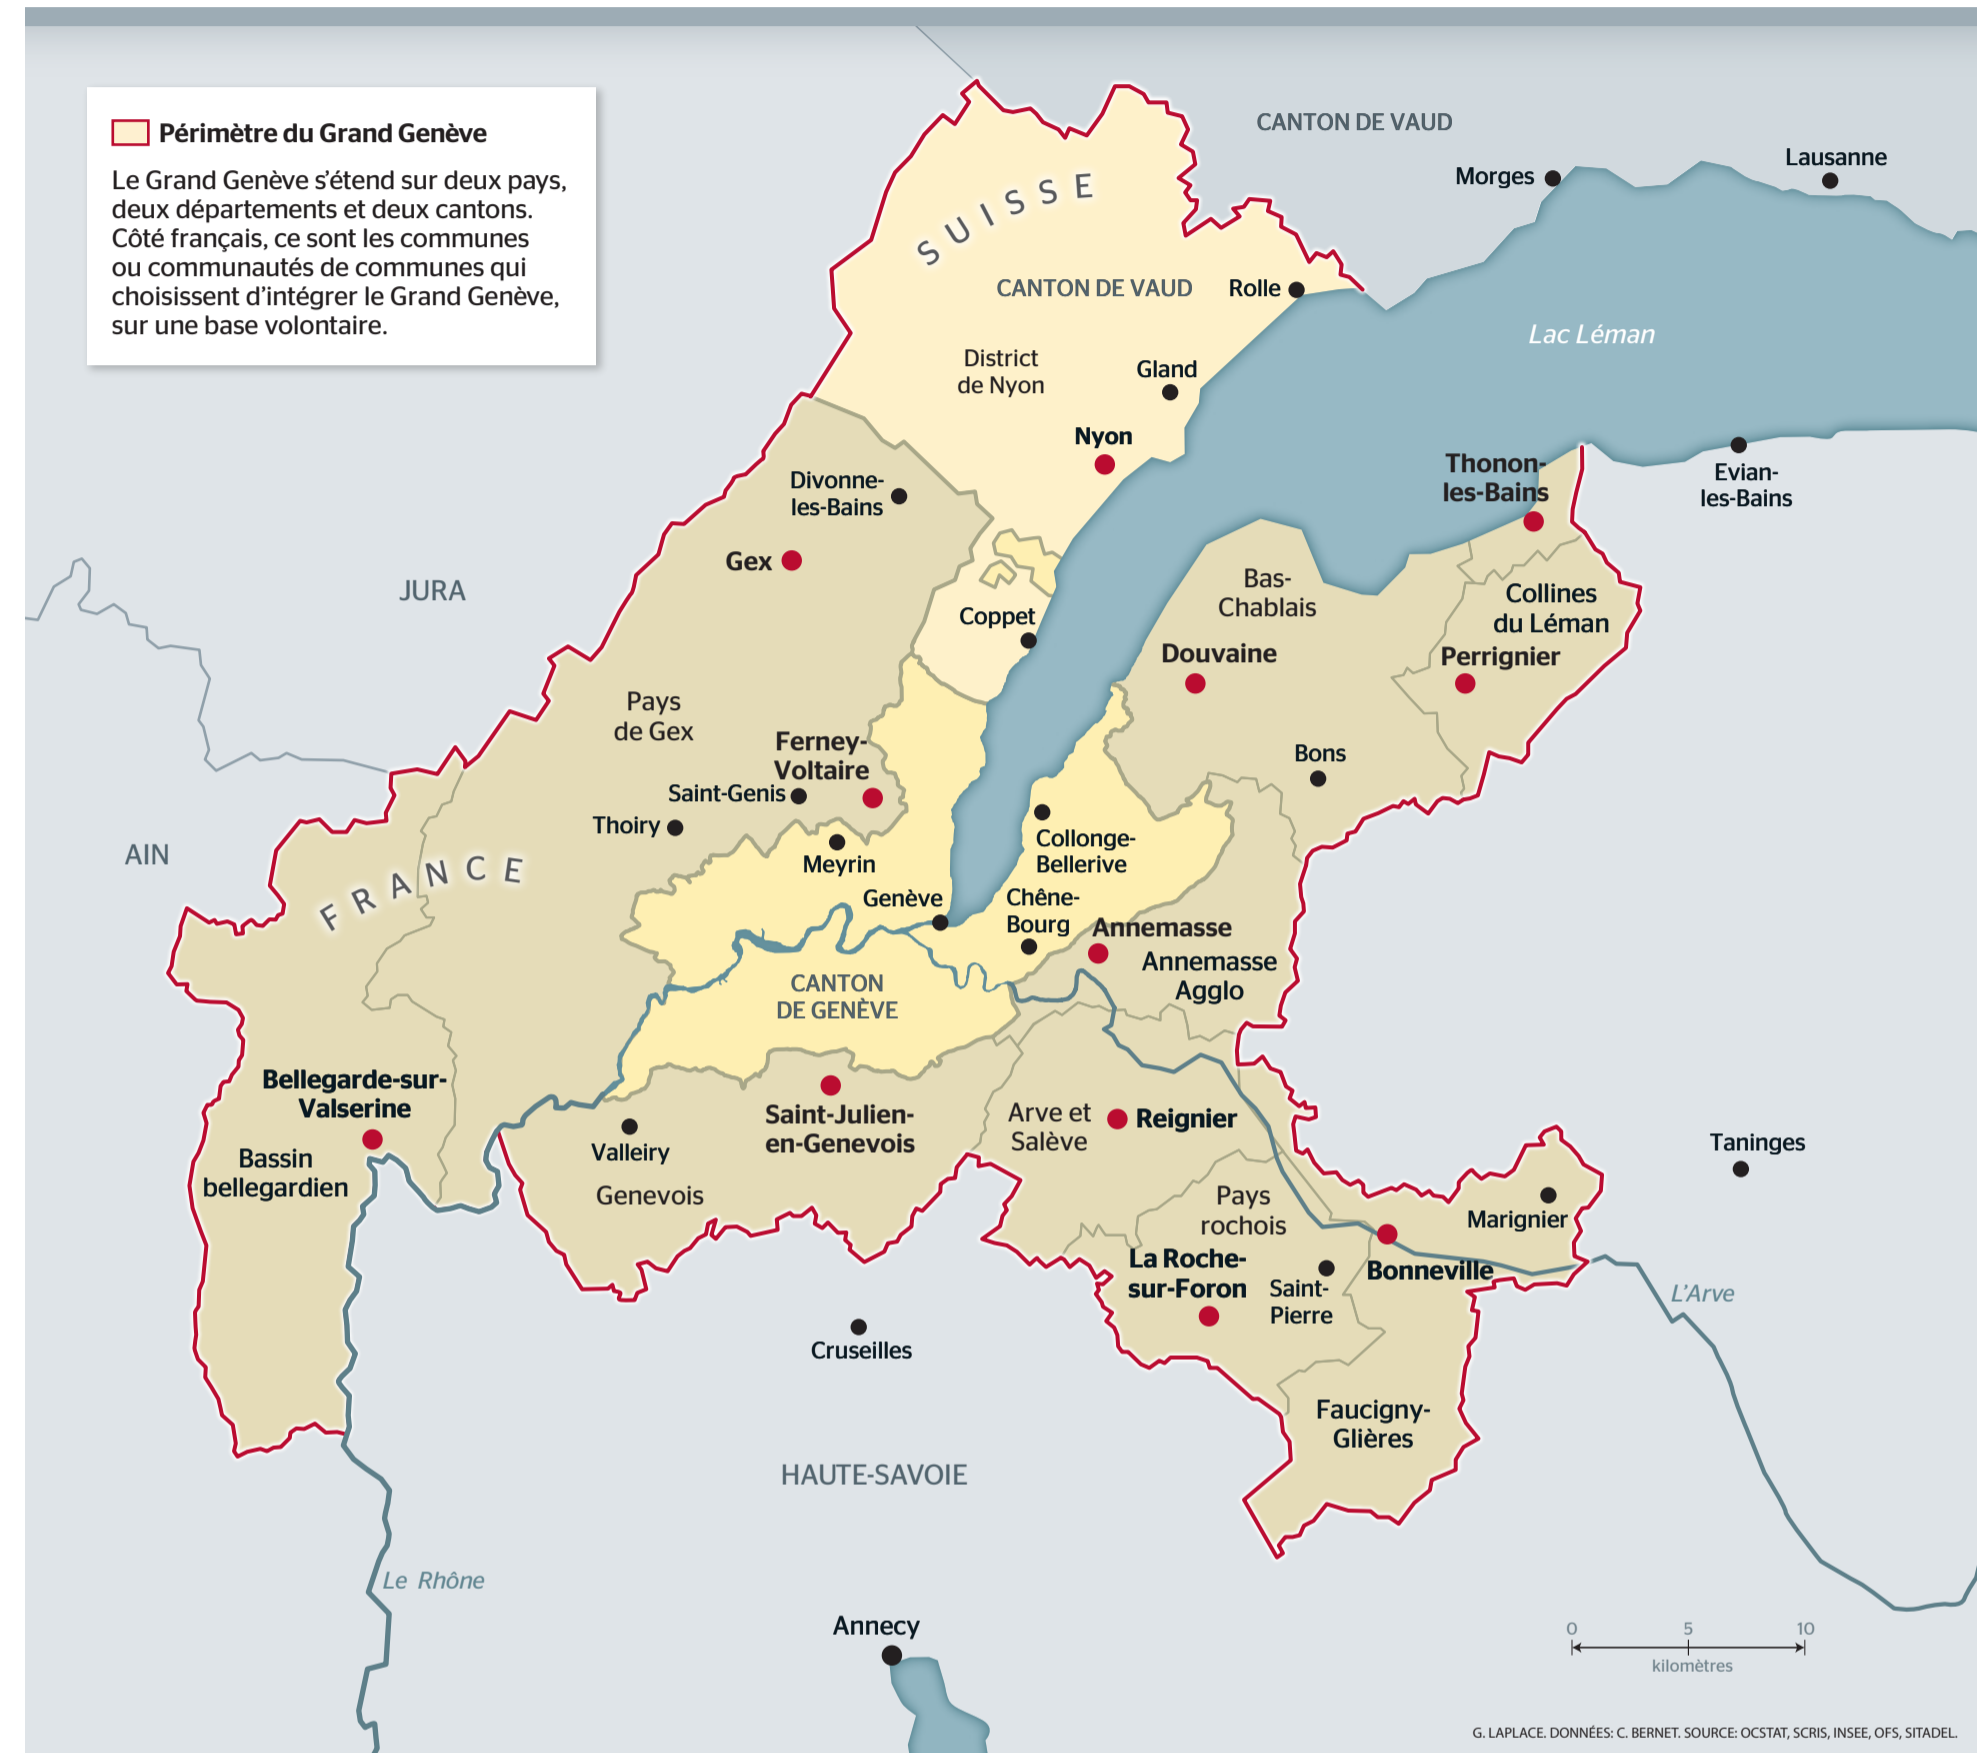 Périmètre du Grand Genève
Le Grand Genève s'étend sur deux pays,
deux départements et deux cantons.
Côté français, ce sont les communes
ou communautés de communes qui
choisissent d'intégrer le Grand Genève,
sur une base volontaire.
CANTON DE VAUD
Morges
Lausanne
SUISSE
CANTON DE VAUD
Rolle
Lac Léman
District
de Nyon
Gland
Nyon
Thonon-
les-Bains
Evian-
les-Bains
Divonne-
les-Bains
Gex
JURA
Bas-
Chablais
Collines
du Léman
Coppet
Douvaine
Perrignier
Pays
de Gex
Ferney-
Voltaire
Bons
Saint-Genis
Thoiry
Meyrin
Collonge-
Bellerive
AIN
FRANCE
Genève
Chêne-
Bourg
Annemasse
Annemasse
Agglo
CANTON
DE GENÈVE
Bellegarde-sur-
Valserine
Bassin
bellegardien
Valleiry
Saint-Julien-
en-Genevois
Genevois
Arve et
Salève
Reignier
Taninges
Pays
rochois
Marignier
La Roche-
sur-Foron
Saint-
Pierre
Bonneville
L'Arve
Cruseilles
Faucigny-
Glières
HAUTE-SAVOIE
Le Rhône
Annecy
0 5 10
kilomètres
G. LAPLACE. DONNÉES: C. BERNET. SOURCE: OCSTAT, SCRIS, INSEE, OFS, SITADEL.